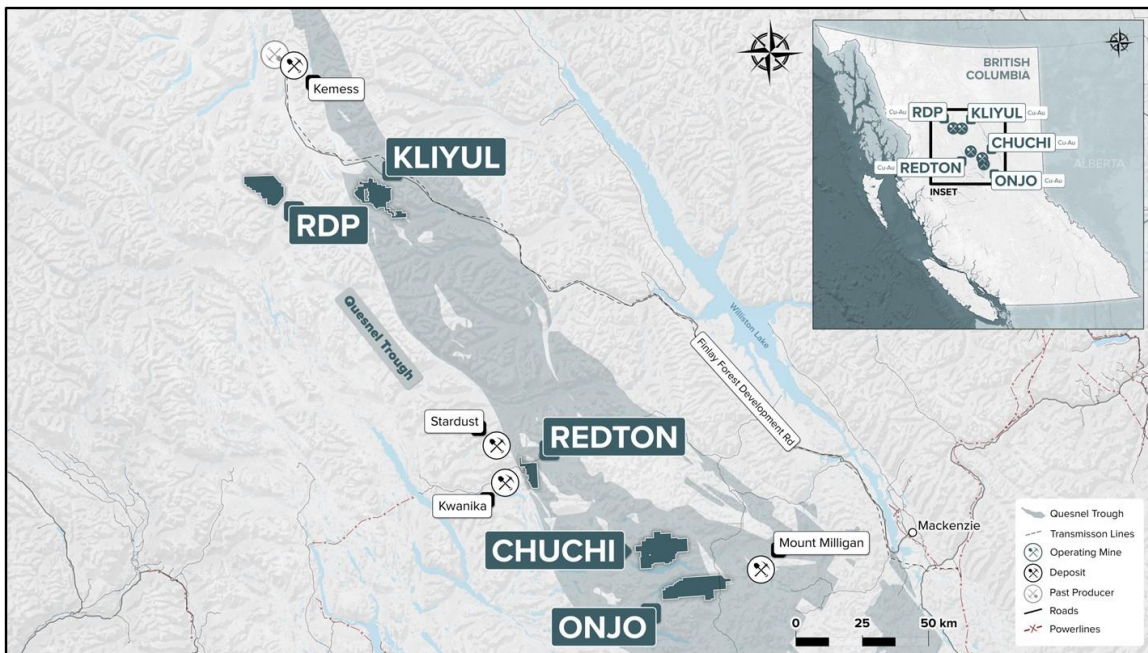 Kemess
KLIYUL
RDP
Quesnel Trough
Williston Lake
Finlay Forest Development Rd
Stardust
REDTON
Kwanika
CHUCHI
Mount Milligan
Mackenzie
ONJO
0 25 50 km
BRITISH
COLUMBIA
ALBERTA
Cu-Au RDP
KLIYUL Cu-Au
CHUCHI Cu-Au
Cu-Au REDTON
ONJO Cu-Au
INSET
Quesnel Trough
Transmisson Lines
Operating Mine
Deposit
Past Producer
Roads
Powerlines